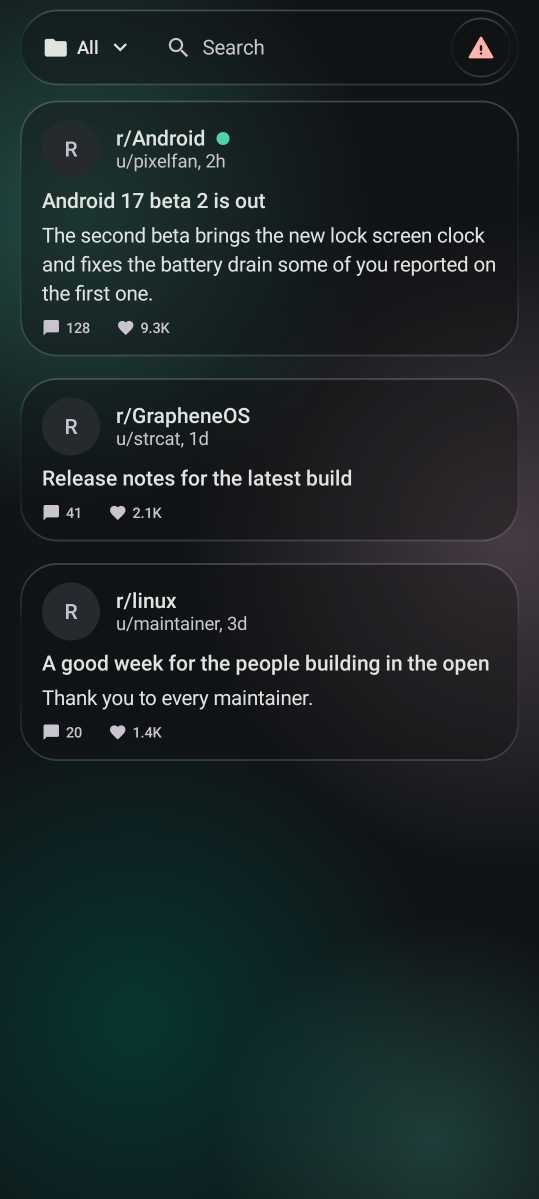 All
Search
R
r/Android
u/pixelfan, 2h
Android 17 beta 2 is out
The second beta brings the new lock screen clock
and fixes the battery drain some of you reported on
the first one.
128 9.3K
R
r/GrapheneOS
u/strcat, 1d
Release notes for the latest build
41 2.1K
R
r/linux
u/maintainer, 3d
A good week for the people building in the open
Thank you to every maintainer.
20 1.4K